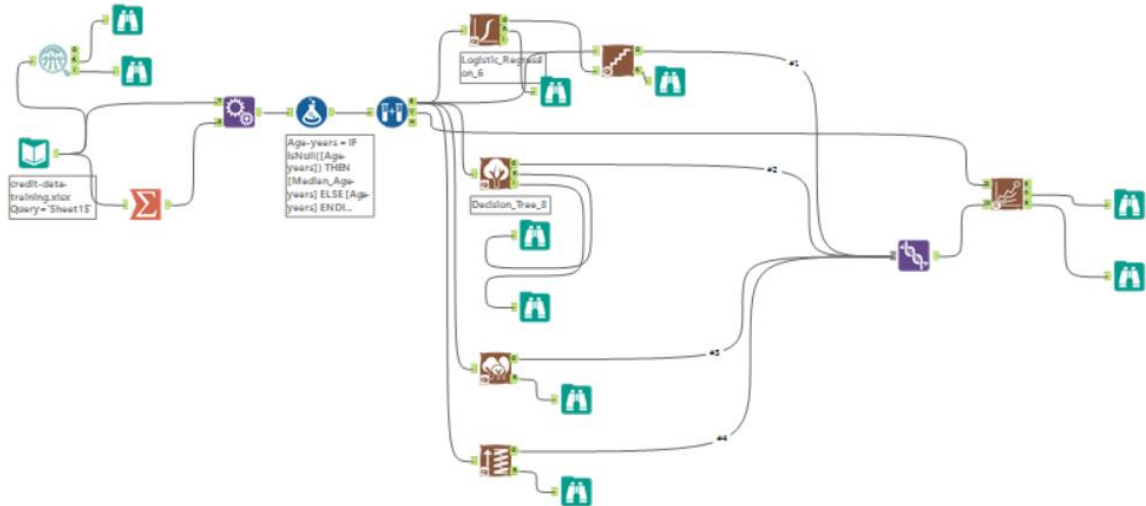 Logistic_Regressi
on_6
#1
credit-data-
training.xlsx
Query=`Sheet1$`
Age-years = IF
IsNull([Age-
years]) THEN
[Median_Age-
years] ELSE [Age-
years] ENDI...
#2
Decision_Tree_8
#3
#4